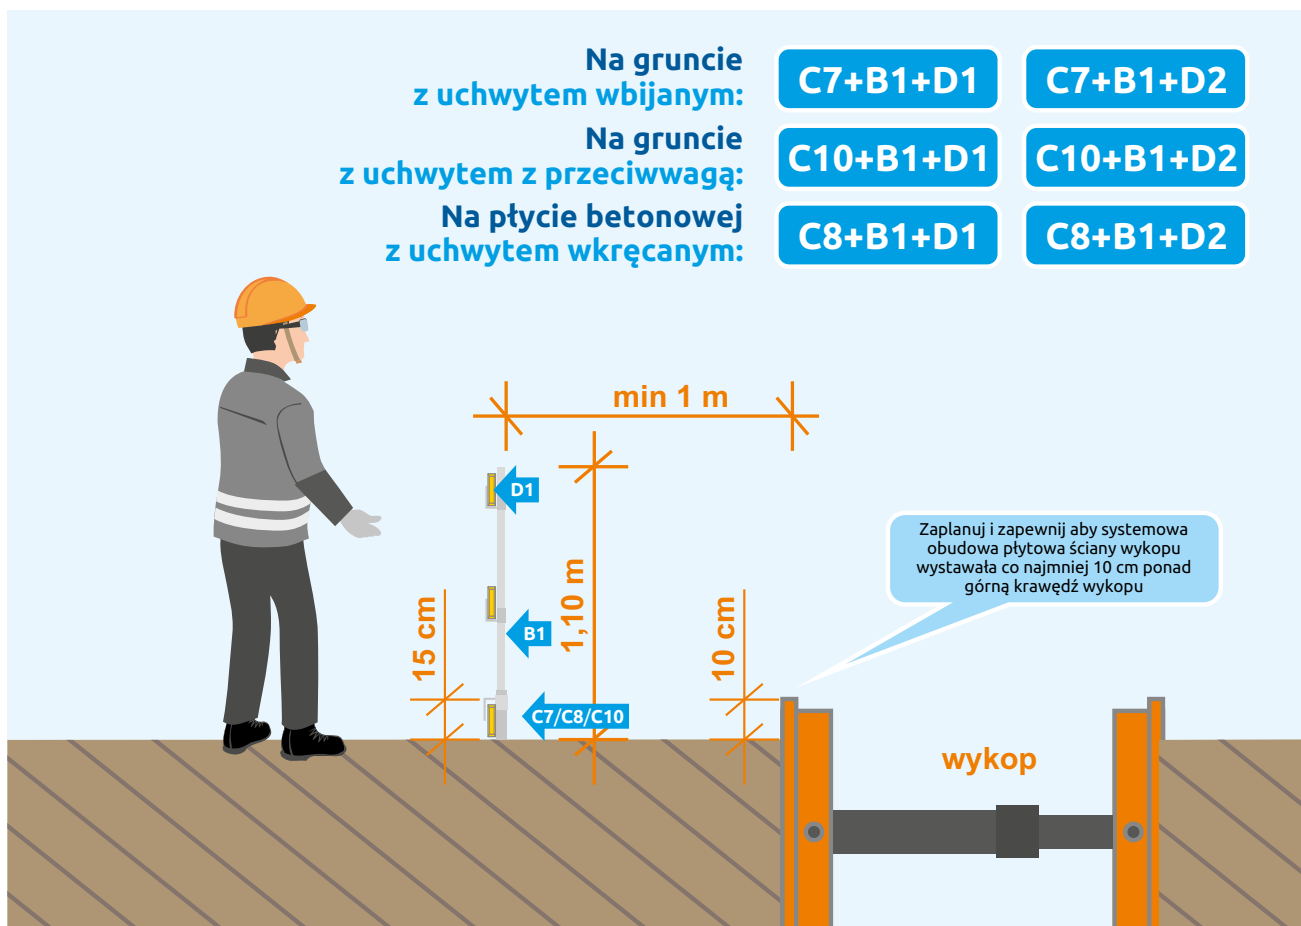 Na gruncie
z uchwytem wbijanym:
C7+B1+D1
C7+B1+D2
Na gruncie
z uchwytem z przeciwwagą:
C10+B1+D1
C10+B1+D2
Na płycie betonowej
z uchwytem wkręcanym:
C8+B1+D1
C8+B1+D2
min 1 m
D1
1,10 m
B1
15 cm
C7/C8/C10
10 cm
Zaplanuj i zapewnij aby systemowa
obudowa płytowa ściany wykopu
wystawała co najmniej 10 cm ponad
górną krawędź wykopu
wykop